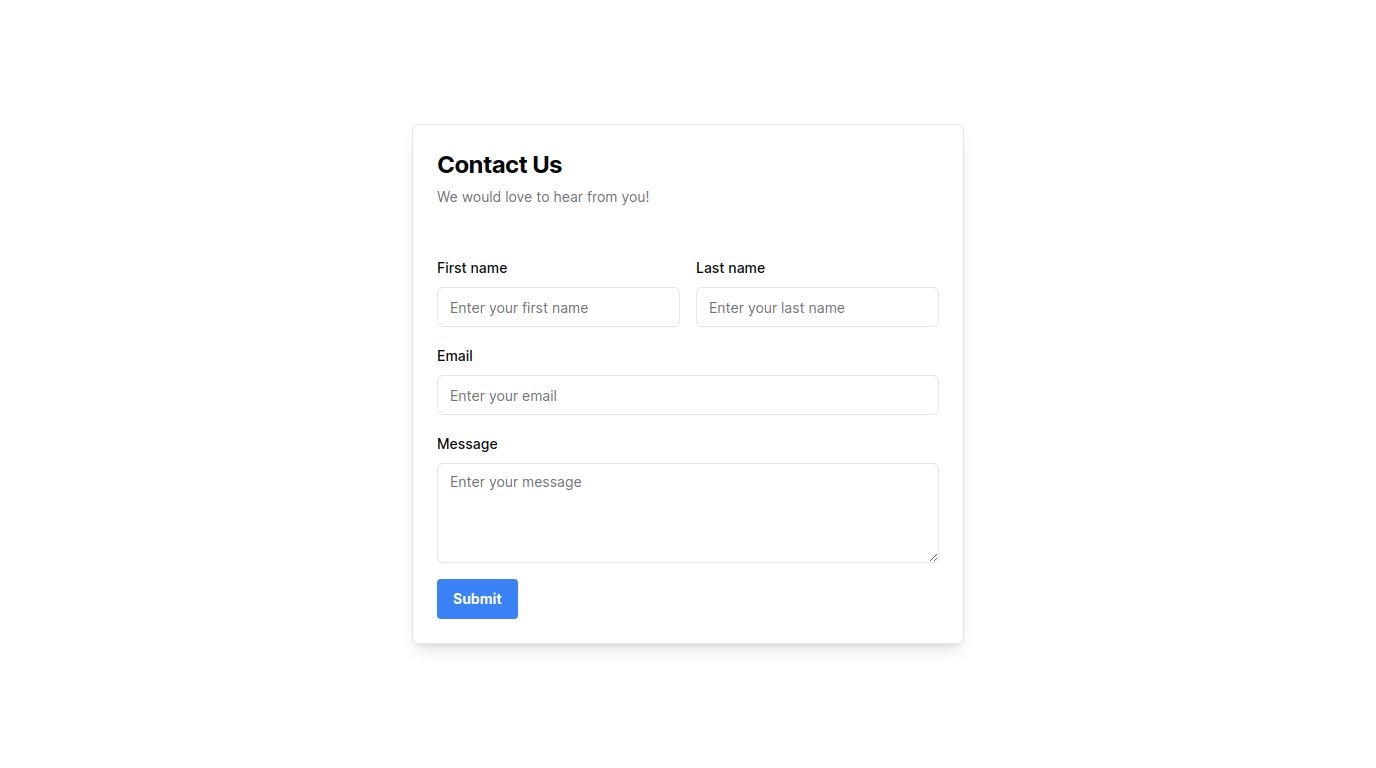 Contact Us
We would love to hear from you!
First name Last name
Enter your first name Enter your last name
Email
Enter your email
Message
Enter your message
Submit